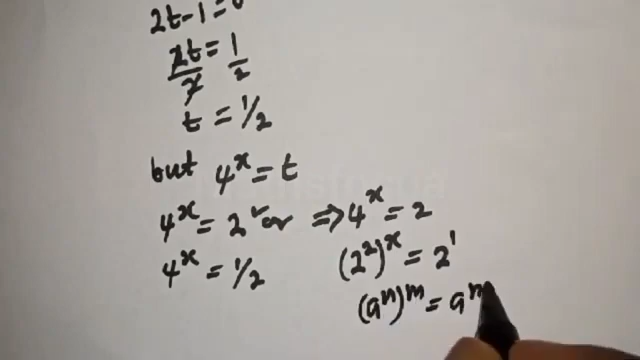 2t-1=0
2t/2 = 1/2
t = 1/2
but 4^x = t
4^x = 2 or ⇒ 4^x = 2
4^x = 1/2 (2^2)^x = 2^1
(a^n)^m = a^n